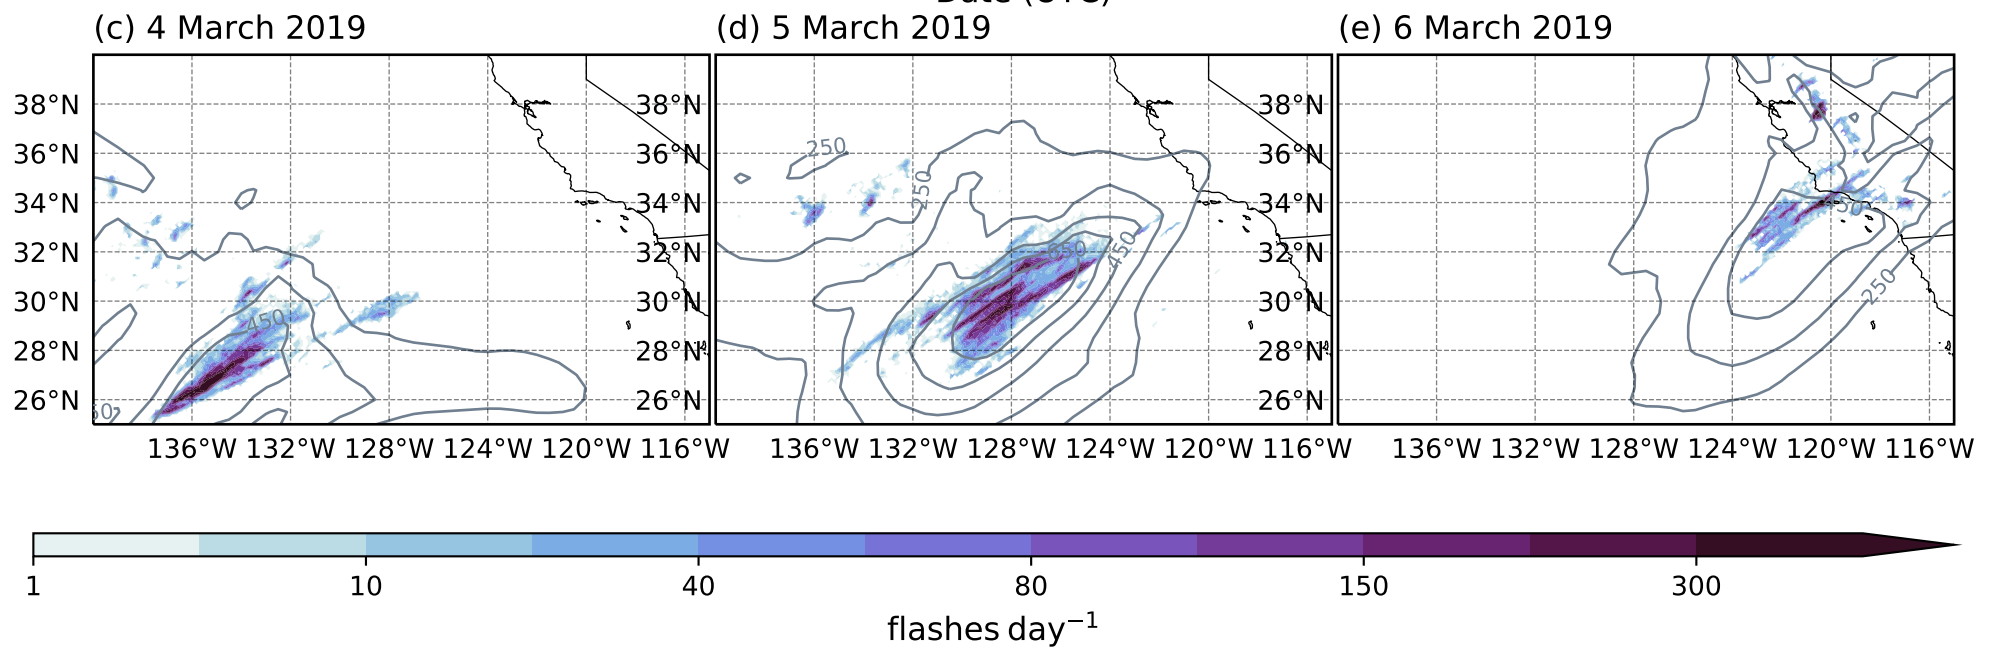 Date (UTC)
(c) 4 March 2019
(d) 5 March 2019
(e) 6 March 2019
38°N 38°N 38°N
36°N 36°N 36°N
34°N 34°N 34°N
32°N 32°N 32°N
30°N 30°N 30°N
28°N 28°N 28°N
26°N 26°N 26°N
450
250
250
650
450
250
136°W 132°W 128°W 124°W 120°W 116°W
136°W 132°W 128°W 124°W 120°W 116°W
136°W 132°W 128°W 124°W 120°W 116°W
1 10 40 80 150 300
flashes day⁻¹